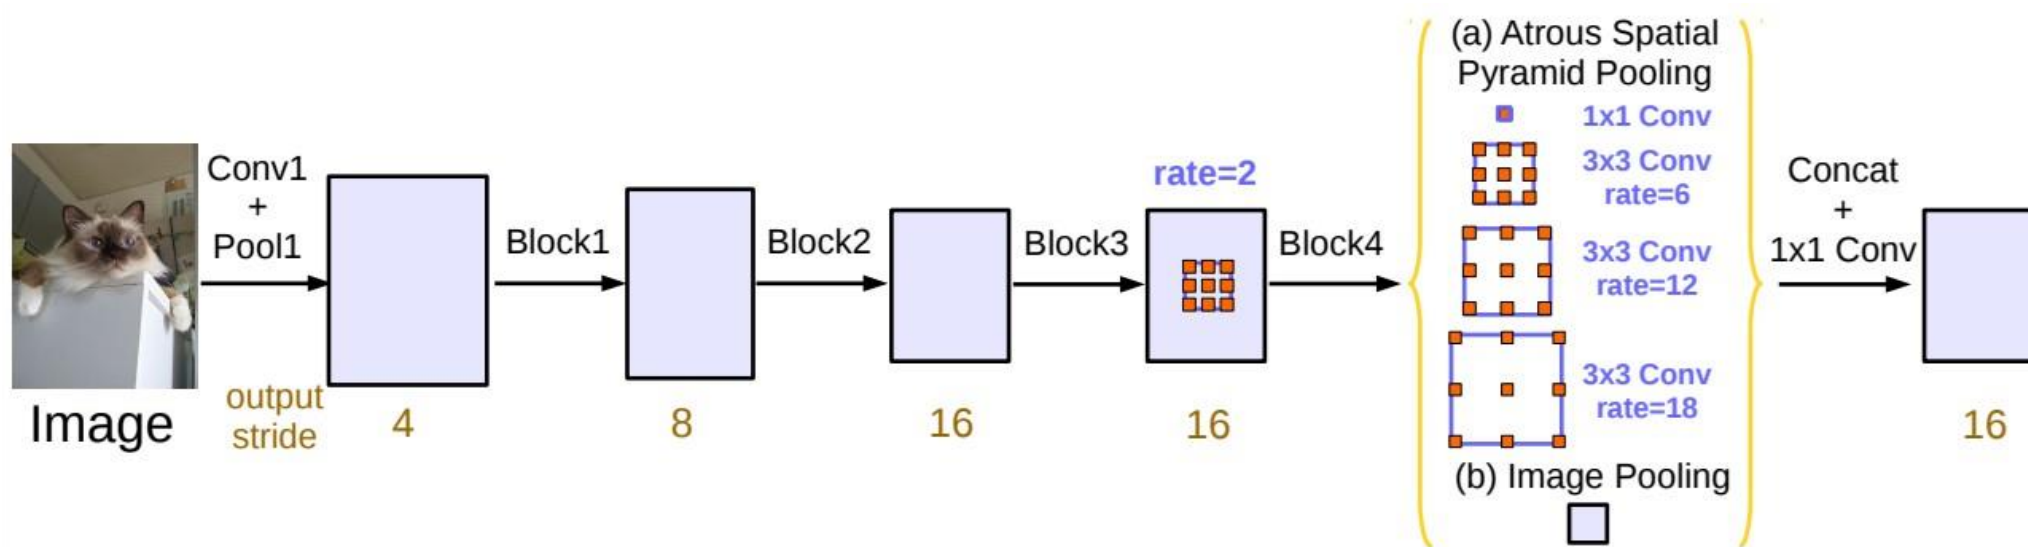 Image
Conv1
+
Pool1
output
stride
4
Block1
8
Block2
16
Block3
rate=2
16
Block4
(a) Atrous Spatial
Pyramid Pooling
1x1 Conv
3x3 Conv
rate=6
3x3 Conv
rate=12
3x3 Conv
rate=18
(b) Image Pooling
Concat
+
1x1 Conv
16